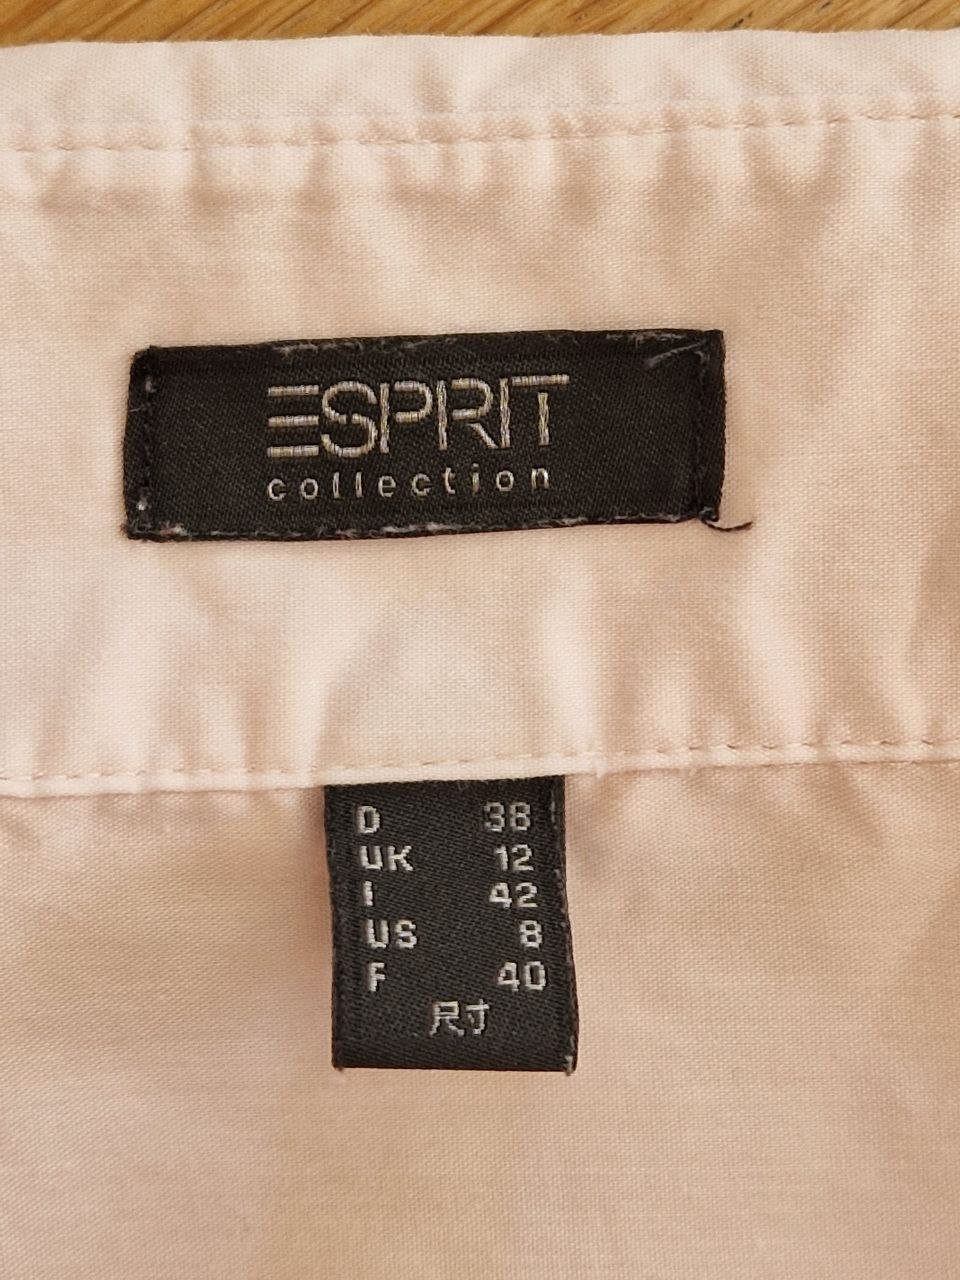 ESPRIT
collection
D 38
UK 12
I 42
US 8
F 40
尺寸